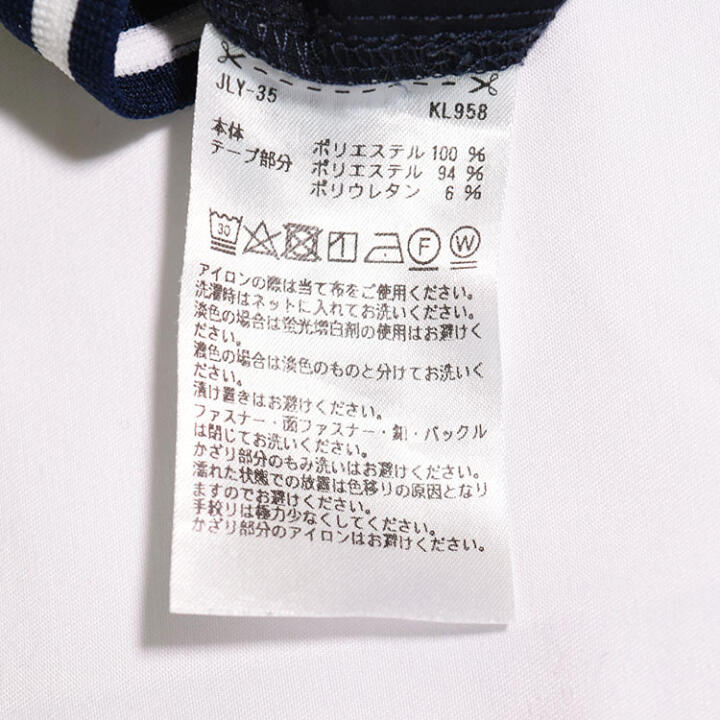 JLY-35
KL958
本体 ポリエステル 100 %
テープ部分 ポリエステル 94 %
ポリウレタン 6 %
30 F W
アイロンの際は当て布をご使用ください。
洗濯時はネットに入れてお洗いください。
淡色の場合は蛍光増白剤の使用はお避けく
ださい。
濃色の場合は淡色のものと分けてお洗いく
ださい。
漬け置きはお避けください。
ファスナー・面ファスナー・釦・バックル
は閉じてお洗いください。
かざり部分のもみ洗いはお避けください。
濡れた状態での放置は色移りの原因となり
ますのでお避けください。
手絞りは極力少なくしてください。
かざり部分のアイロンはお避けください。